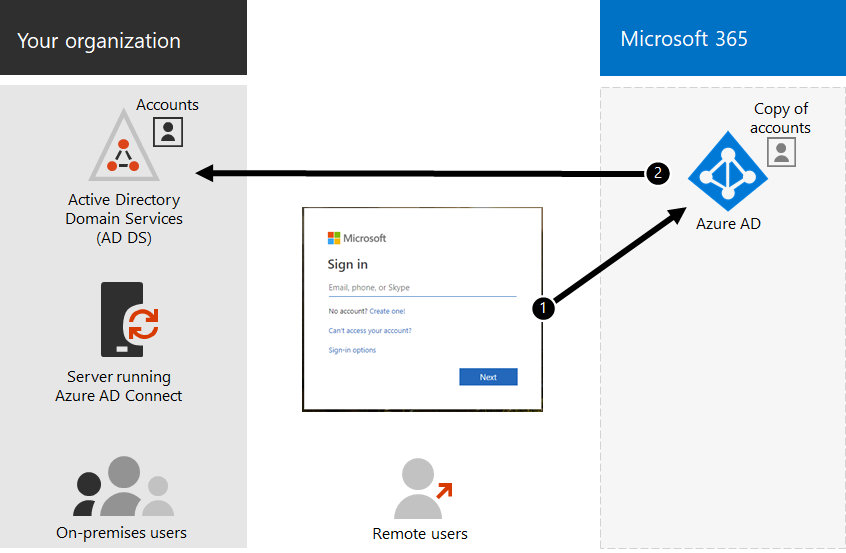 Your organization
Microsoft 365
Accounts
Active Directory
Domain Services
(AD DS)
Server running
Azure AD Connect
On-premises users
Microsoft
Sign in
Email, phone, or Skype
No account? Create one!
Can't access your account?
Sign-in options
Next
1
2
Remote users
Copy of
accounts
Azure AD